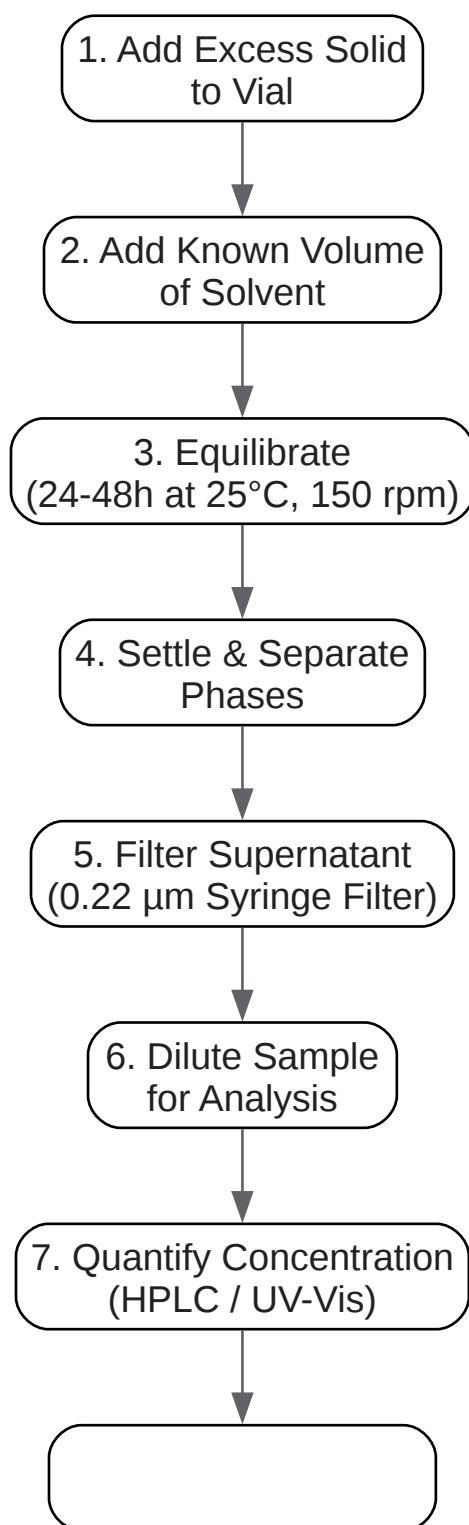 1. Add Excess Solid
to Vial
2. Add Known Volume
of Solvent
3. Equilibrate
(24-48h at 25°C, 150 rpm)
4. Settle & Separate
Phases
5. Filter Supernatant
(0.22 µm Syringe Filter)
6. Dilute Sample
for Analysis
7. Quantify Concentration
(HPLC / UV-Vis)